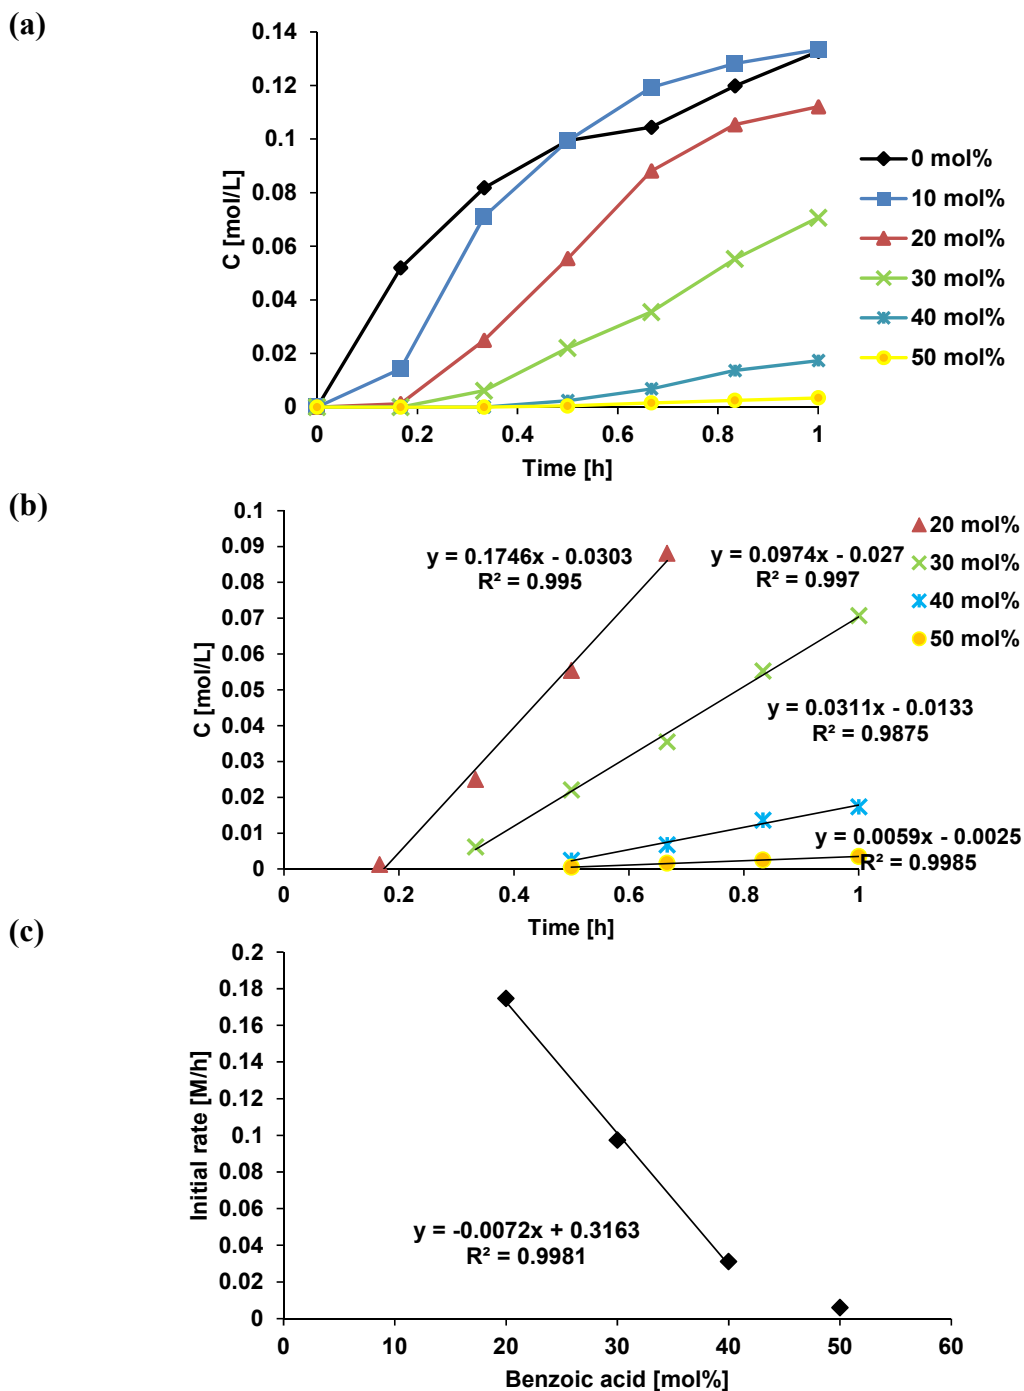 (a)
0.14
0.12
0.1
0.08
0.06
0.04
0.02
0
C [mol/L]
0 0.2 0.4 0.6 0.8 1
Time [h]
0 mol%
10 mol%
20 mol%
30 mol%
40 mol%
50 mol%
(b)
0.1
0.09
0.08
0.07
0.06
0.05
0.04
0.03
0.02
0.01
0
C [mol/L]
y = 0.1746x - 0.0303
R² = 0.995
y = 0.0974x - 0.027
R² = 0.997
y = 0.0311x - 0.0133
R² = 0.9875
y = 0.0059x - 0.0025
R² = 0.9985
20 mol%
30 mol%
40 mol%
50 mol%
0 0.2 0.4 0.6 0.8 1
Time [h]
(c)
0.2
0.18
0.16
0.14
0.12
0.1
0.08
0.06
0.04
0.02
0
Initial rate [M/h]
y = -0.0072x + 0.3163
R² = 0.9981
0 10 20 30 40 50 60
Benzoic acid [mol%]